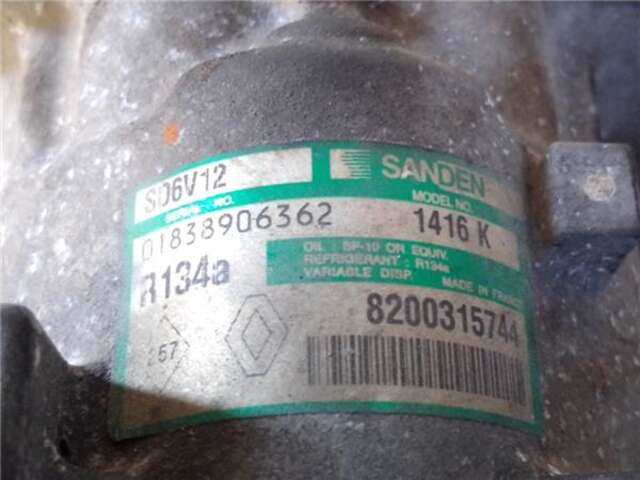 SD6V12
SANDEN
SERIAL NO.
MODEL NO.
01838906362
1416 K
R134a
OIL : SP-10 OR EQUIV.
REFRIGERANT : R134a
VARIABLE DISP. MADE IN FRANCE
8200315744
257